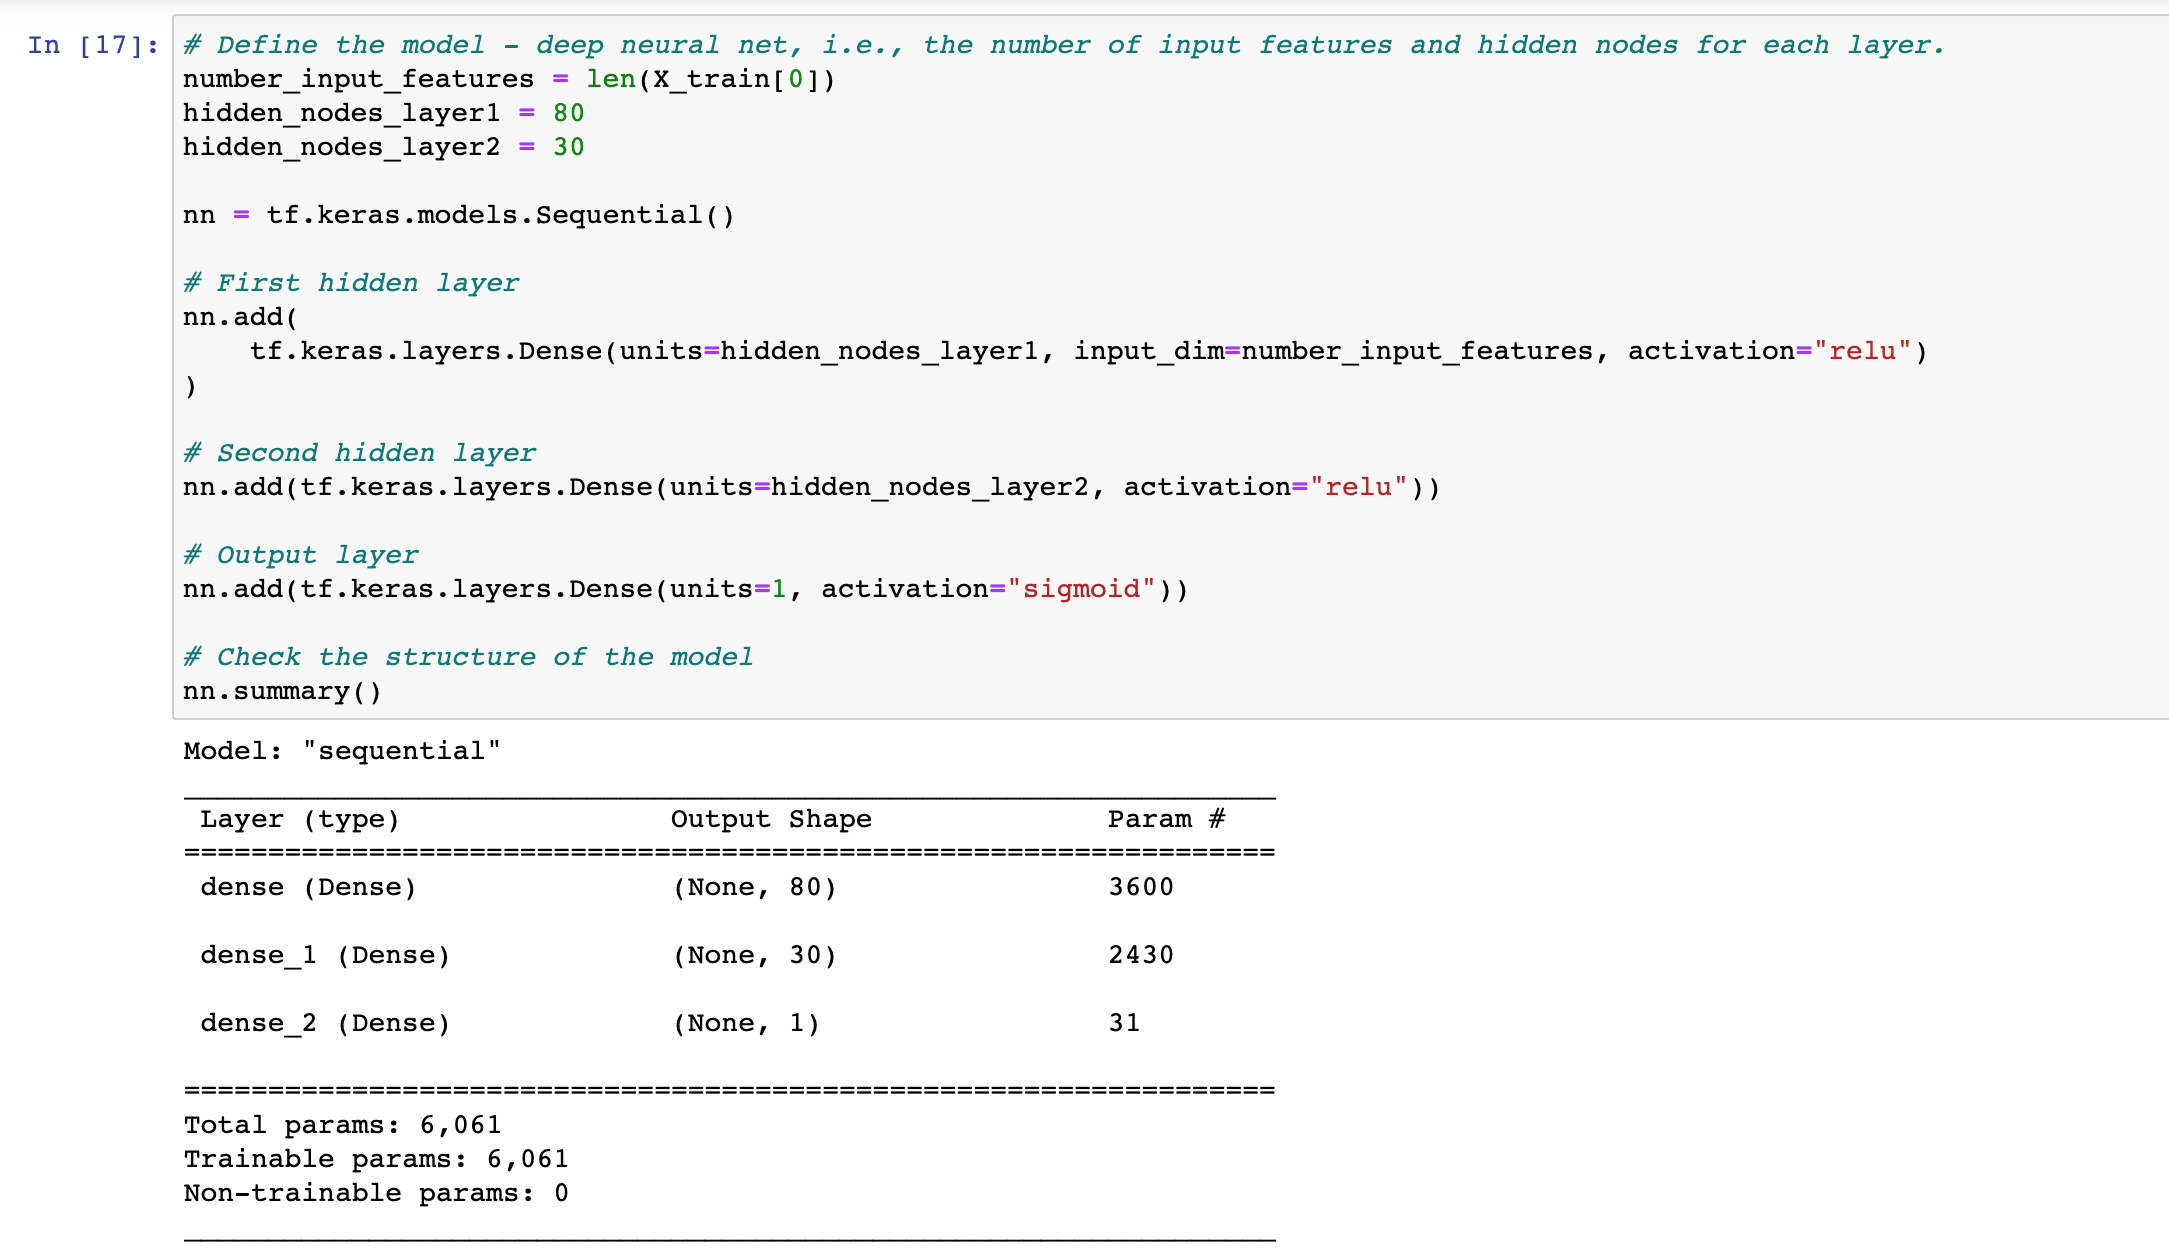 In [17]: # Define the model - deep neural net, i.e., the number of input features and hidden nodes for each layer.
number_input_features = len(X_train[0])
hidden_nodes_layer1 = 80
hidden_nodes_layer2 = 30
nn = tf.keras.models.Sequential()
# First hidden layer
nn.add(
    tf.keras.layers.Dense(units=hidden_nodes_layer1, input_dim=number_input_features, activation="relu")
)
# Second hidden layer
nn.add(tf.keras.layers.Dense(units=hidden_nodes_layer2, activation="relu"))
# Output layer
nn.add(tf.keras.layers.Dense(units=1, activation="sigmoid"))
# Check the structure of the model
nn.summary()
Model: "sequential"
_________________________________________________________________
Layer (type)                Output Shape              Param #
=================================================================
dense (Dense)               (None, 80)                3600
dense_1 (Dense)             (None, 30)                2430
dense_2 (Dense)             (None, 1)                 31
=================================================================
Total params: 6,061
Trainable params: 6,061
Non-trainable params: 0
_________________________________________________________________